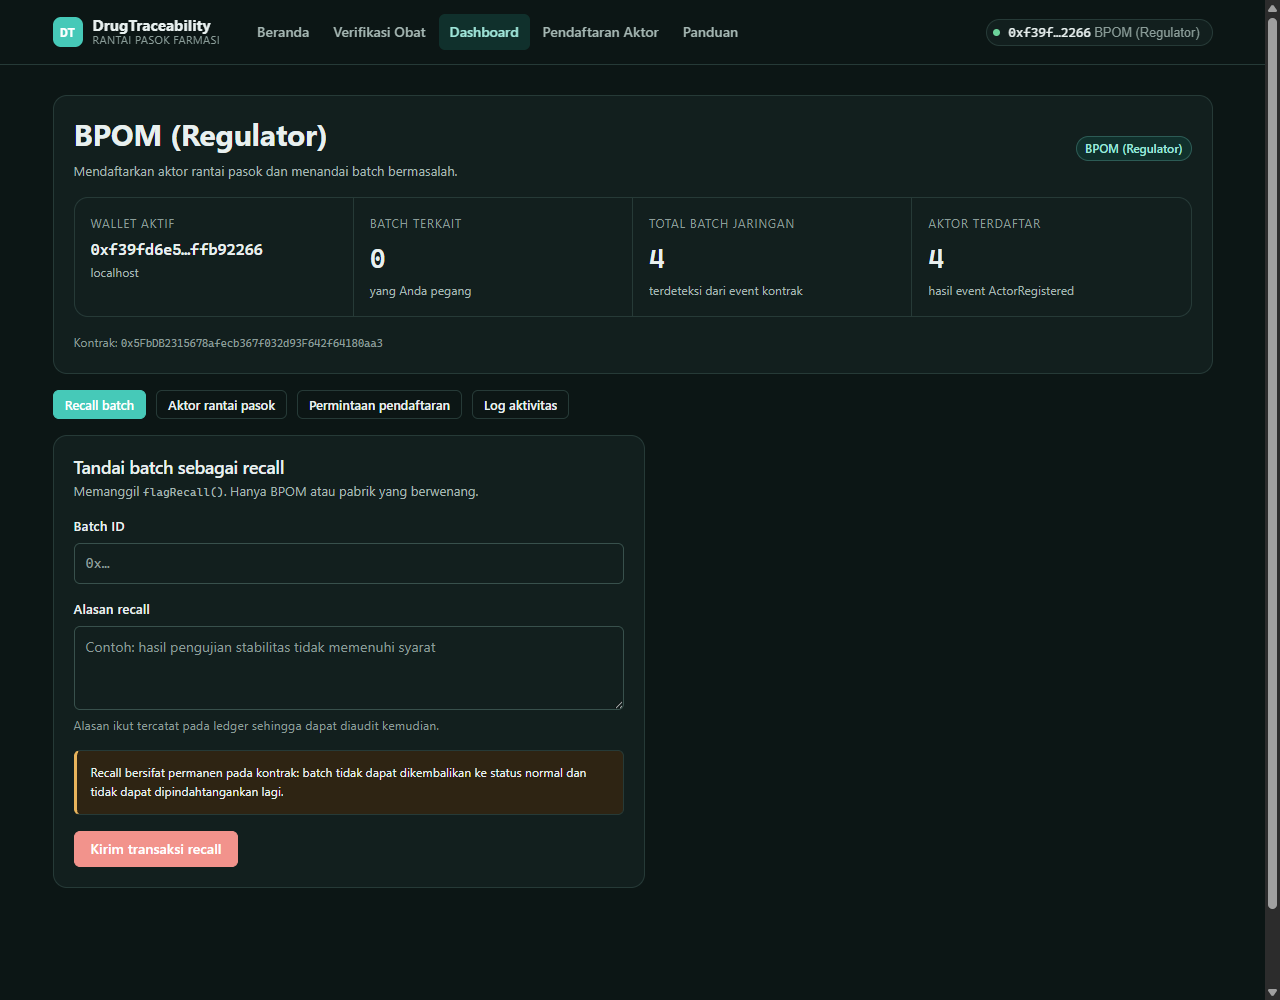 DT
DrugTraceability
RANTAI PASOK FARMASI
Beranda
Verifikasi Obat
Dashboard
Pendaftaran Aktor
Panduan
0xf39f…2266 BPOM (Regulator)
BPOM (Regulator)
Mendaftarkan aktor rantai pasok dan menandai batch bermasalah.
BPOM (Regulator)
WALLET AKTIF
0xf39fd6e5…ffb92266
localhost
BATCH TERKAIT
0
yang Anda pegang
TOTAL BATCH JARINGAN
4
terdeteksi dari event kontrak
AKTOR TERDAFTAR
4
hasil event ActorRegistered
Kontrak: 0x5FbDB2315678afecb367f032d93F642f64180aa3
Recall batch
Aktor rantai pasok
Permintaan pendaftaran
Log aktivitas
Tandai batch sebagai recall
Memanggil flagRecall(). Hanya BPOM atau pabrik yang berwenang.
Batch ID
0x…
Alasan recall
Contoh: hasil pengujian stabilitas tidak memenuhi syarat
Alasan ikut tercatat pada ledger sehingga dapat diaudit kemudian.
Recall bersifat permanen pada kontrak: batch tidak dapat dikembalikan ke status normal dan
tidak dapat dipindahtangankan lagi.
Kirim transaksi recall